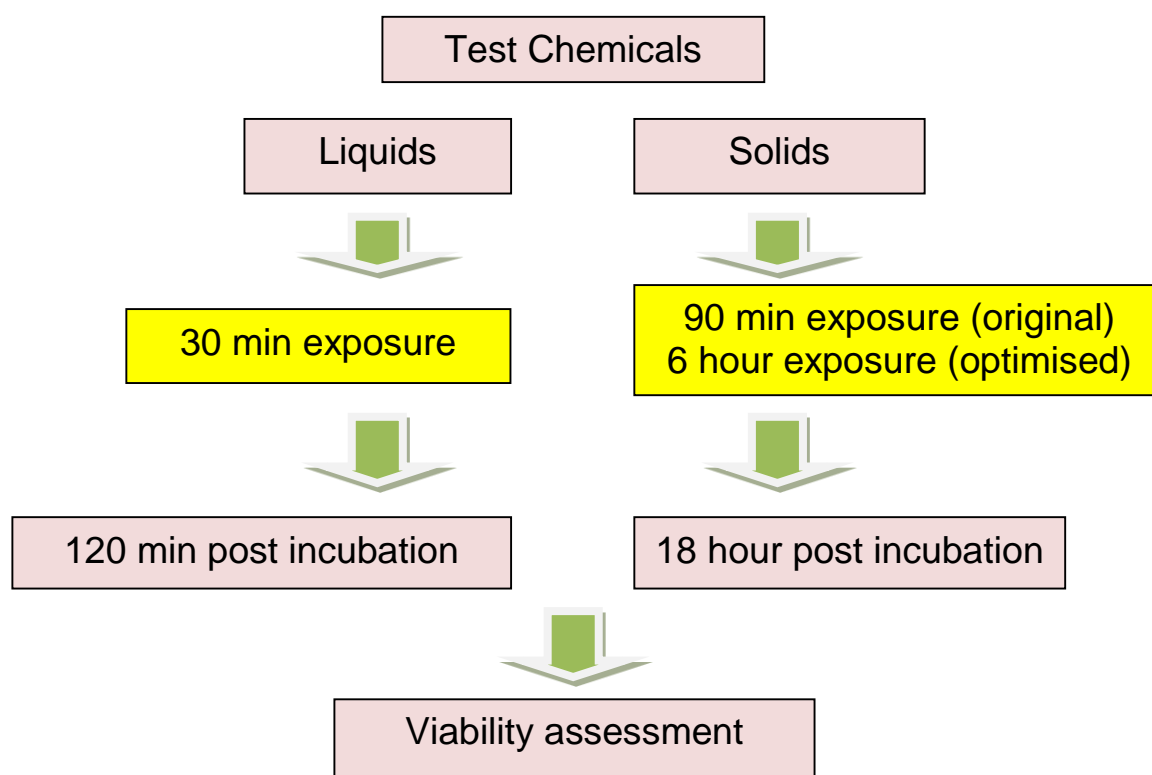 Test Chemicals
Liquids
Solids
30 min exposure
90 min exposure (original)
6 hour exposure (optimised)
120 min post incubation
18 hour post incubation
Viability assessment